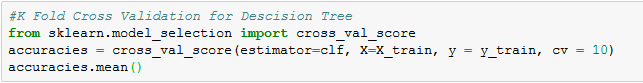 #K Fold Cross Validation for Descision Tree
from sklearn.model_selection import cross_val_score
accuracies = cross_val_score(estimator=clf, X=X_train, y = y_train, cv = 10)
accuracies.mean()